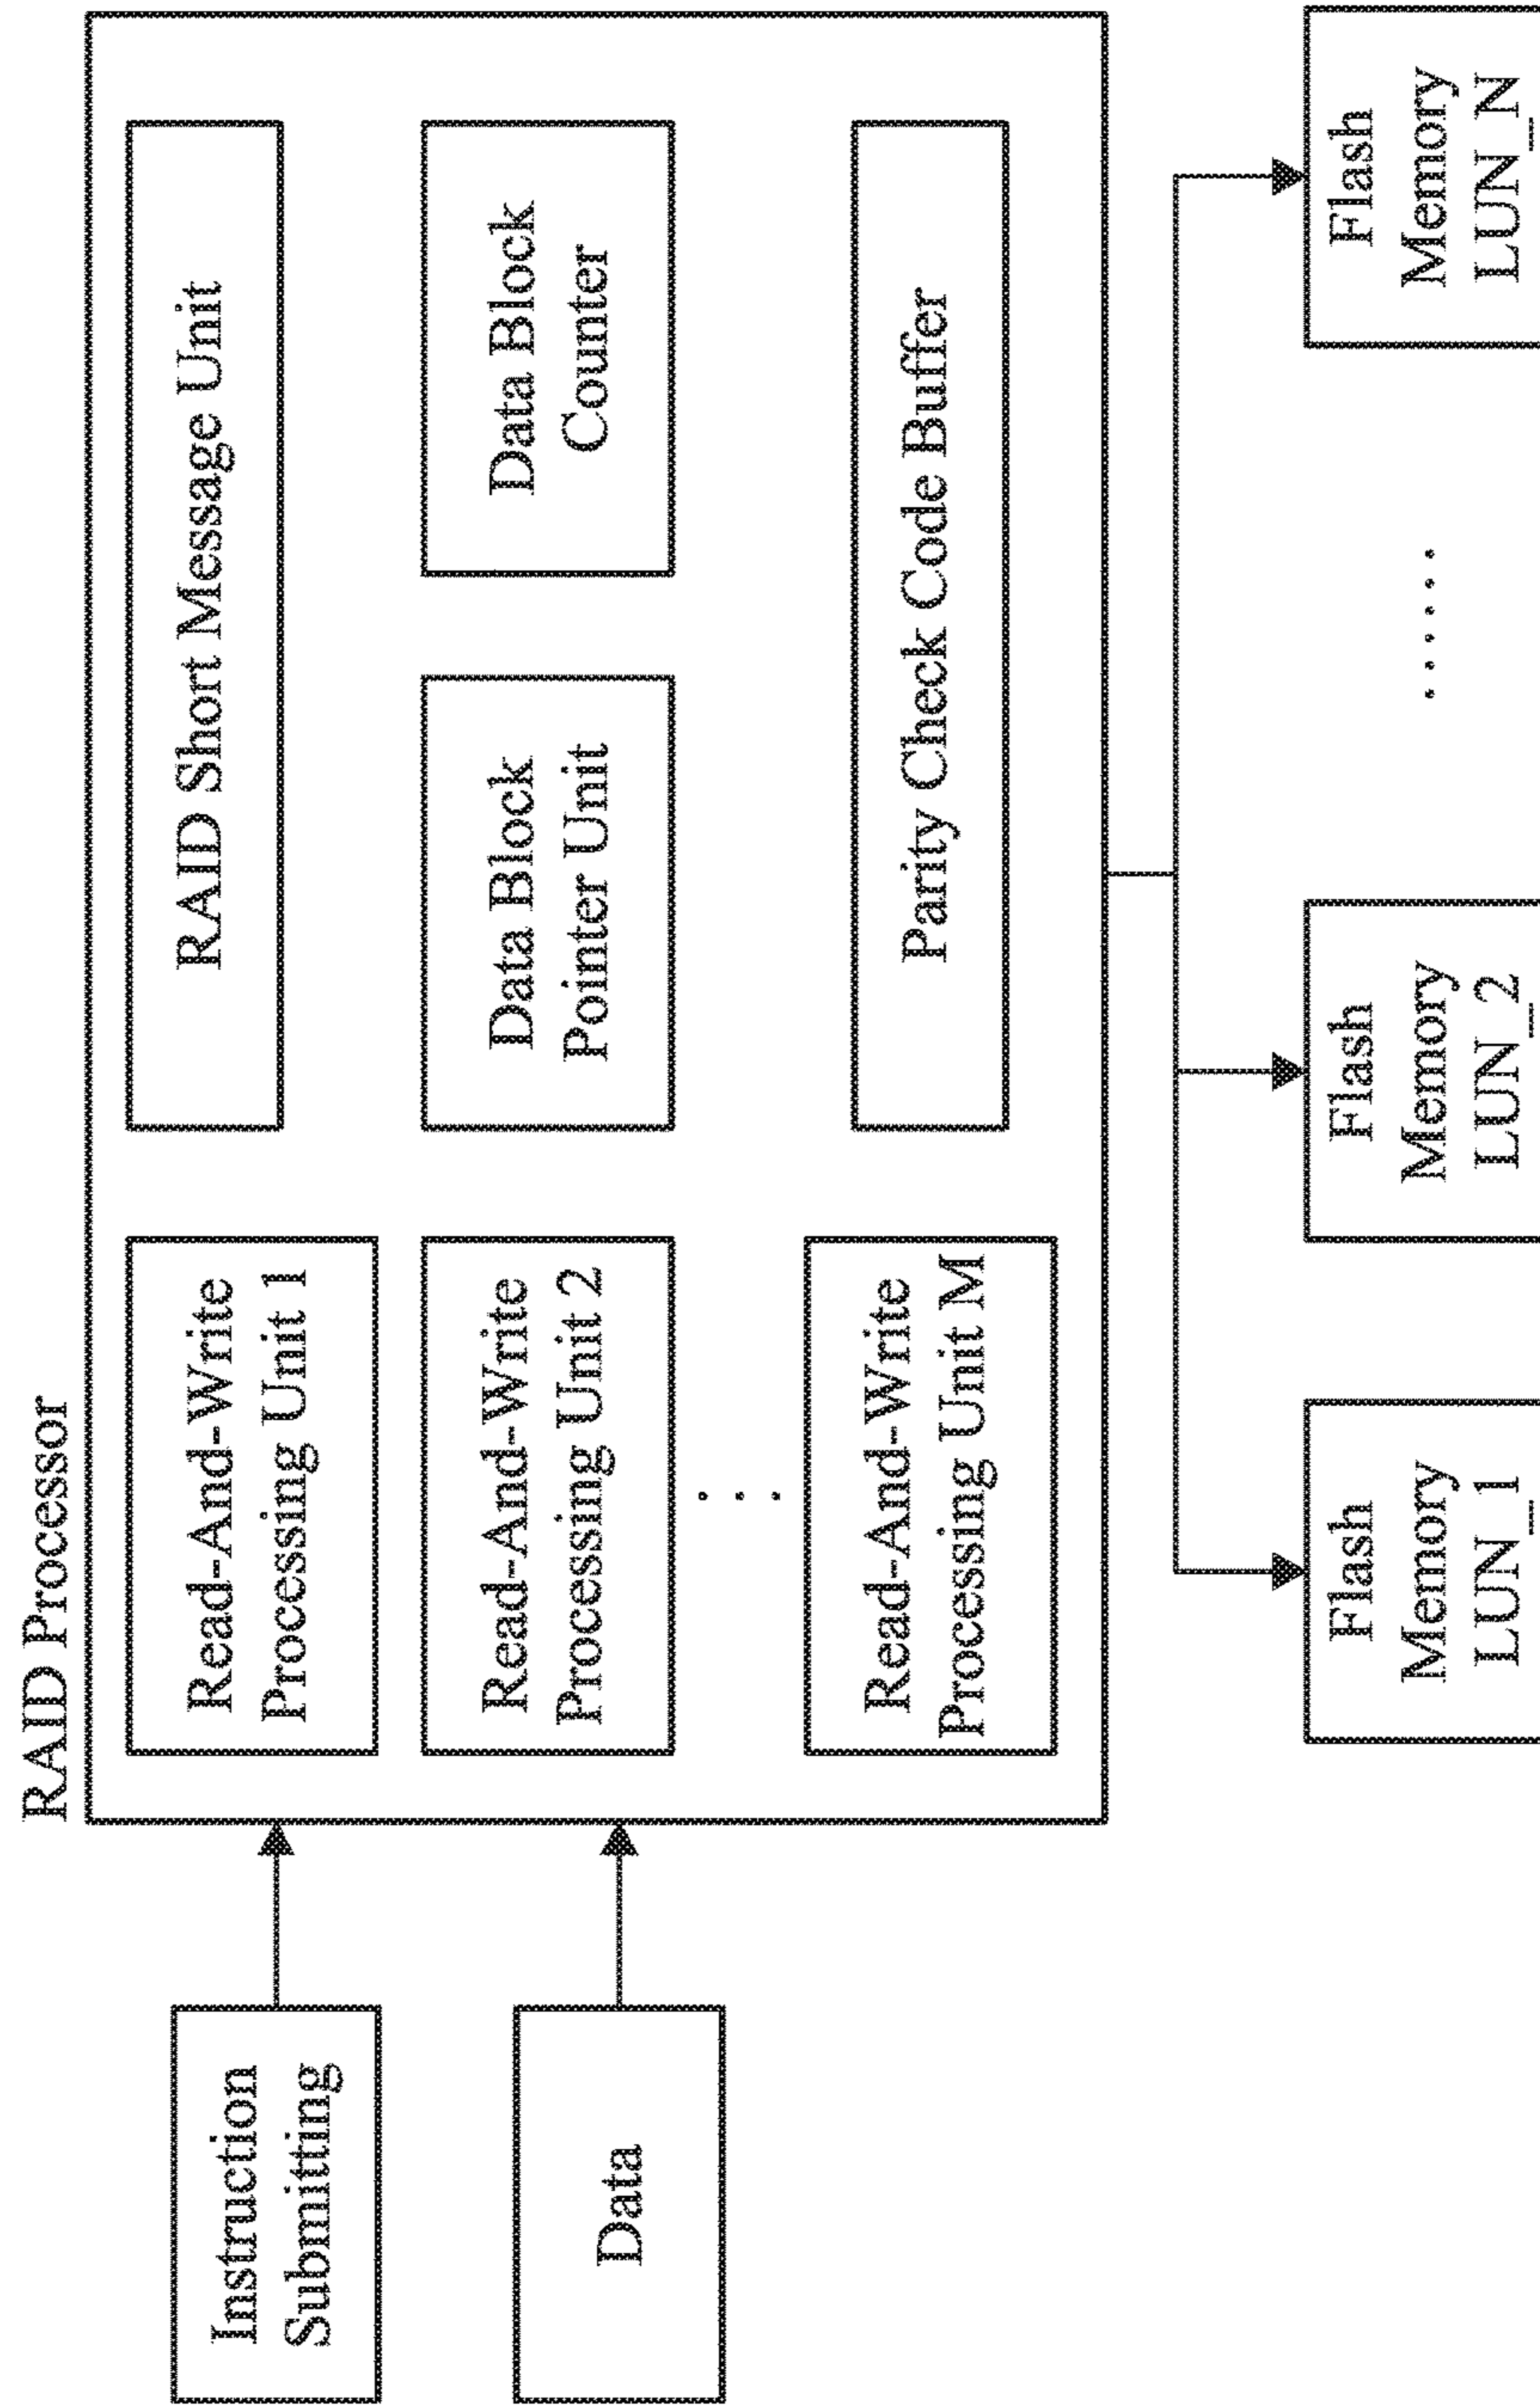 RAID Processor
Instruction
Submitting
Data
Read-And-Write
Processing Unit 1
Read-And-Write
Processing Unit 2
. . .
Read-And-Write
Processing Unit M
RAID Short Message Unit
Data Block
Pointer Unit
Data Block
Counter
Parity Check Code Buffer
Flash
Memory
LUN_1
Flash
Memory
LUN_2
. . . . . .
Flash
Memory
LUN_N